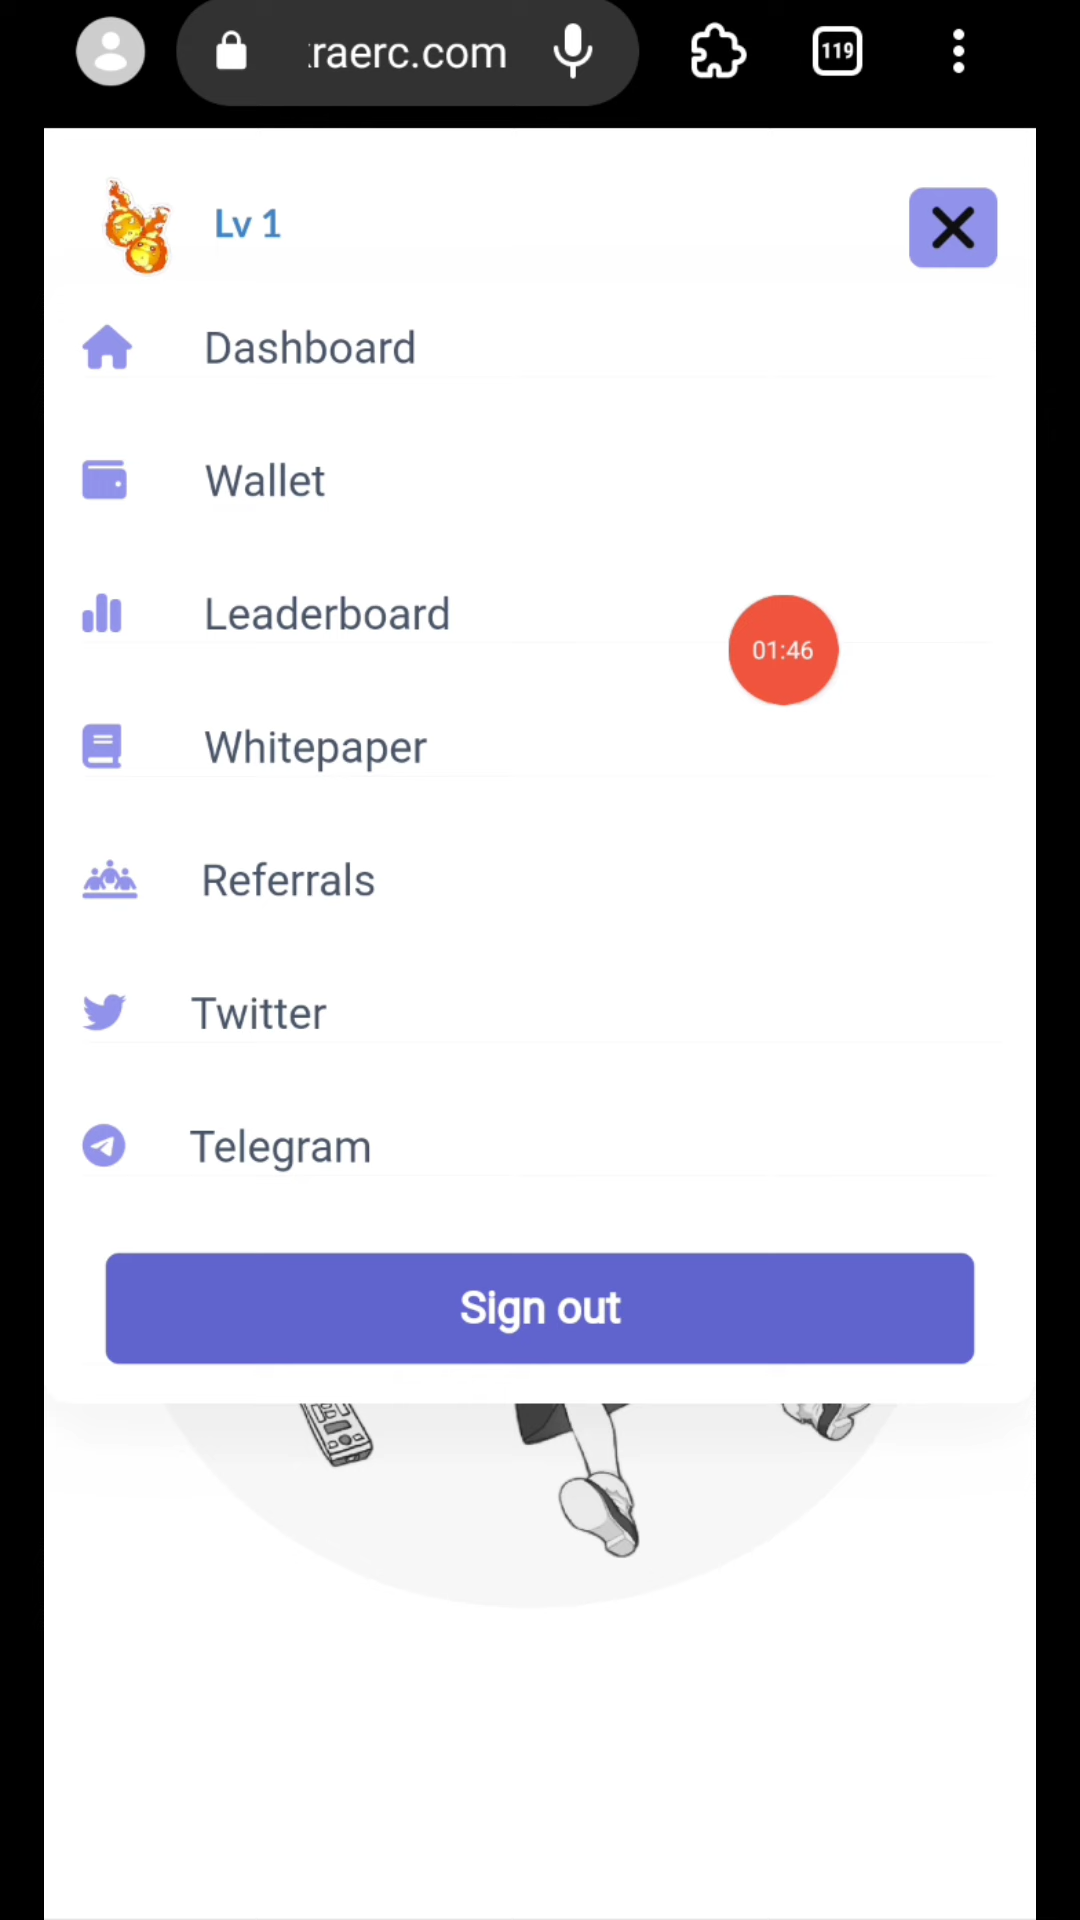 raerc.com
119
Lv 1
Dashboard
Wallet
Leaderboard
01:46
Whitepaper
Referrals
Twitter
Telegram
Sign out